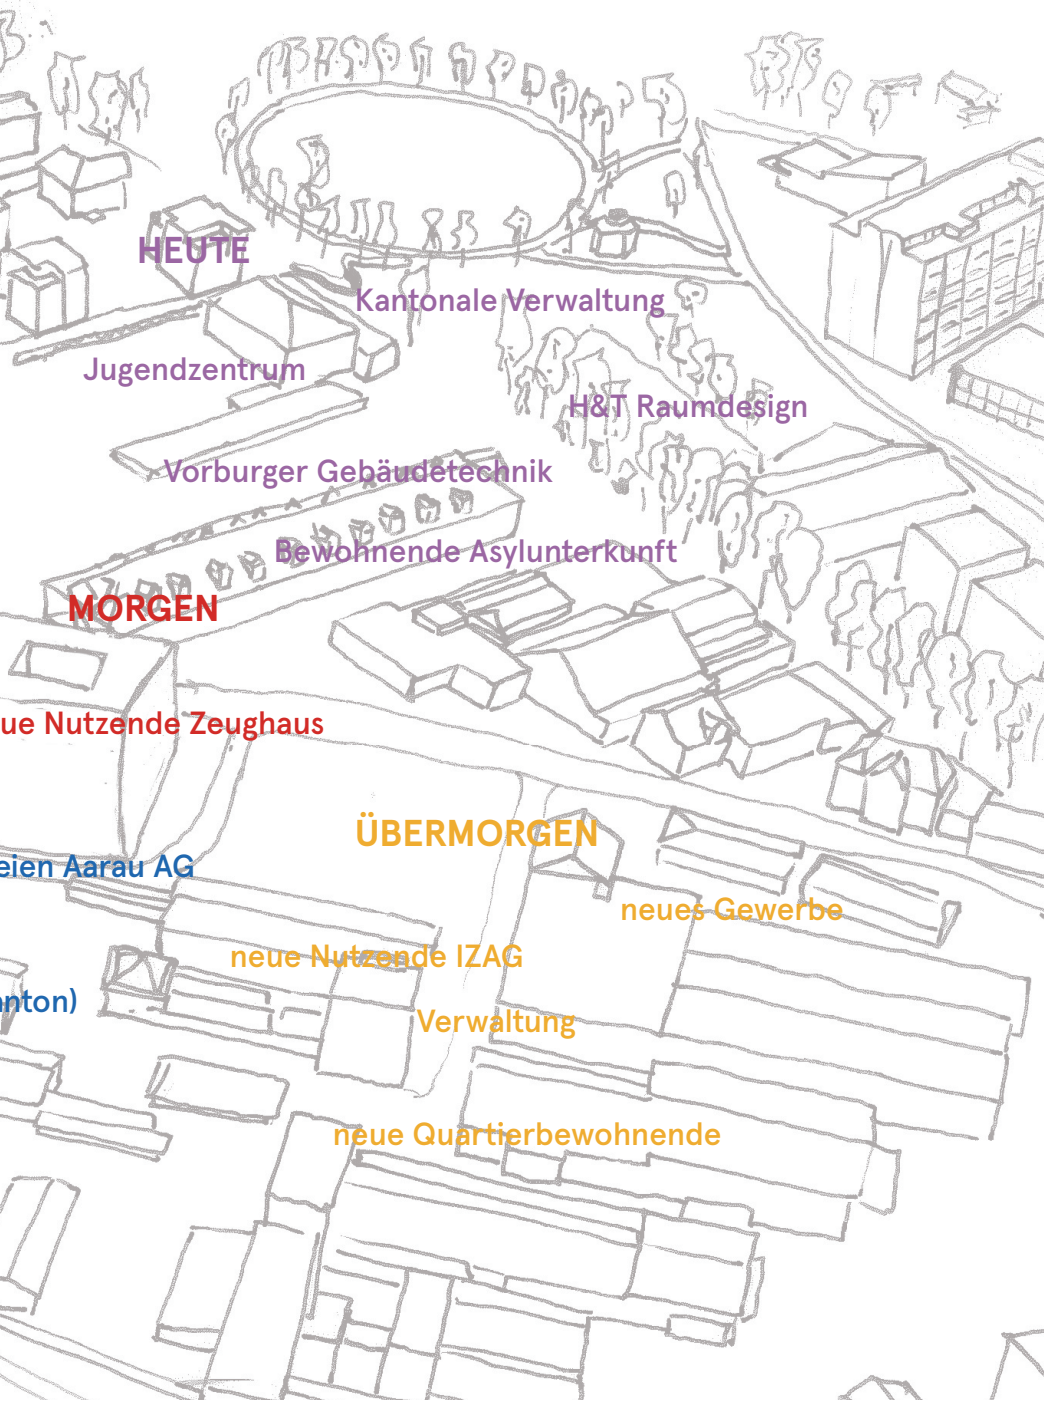 HEUTE
Kantonale Verwaltung
Jugendzentrum
H&T Raumdesign
Vorburger Gebäudetechnik
Bewohnende Asylunterkunft
MORGEN
ue Nutzende Zeughaus
ÜBERMORGEN
eien Aarau AG
neues Gewerbe
neue Nutzende IZAG
anton)
Verwaltung
neue Quartierbewohnende